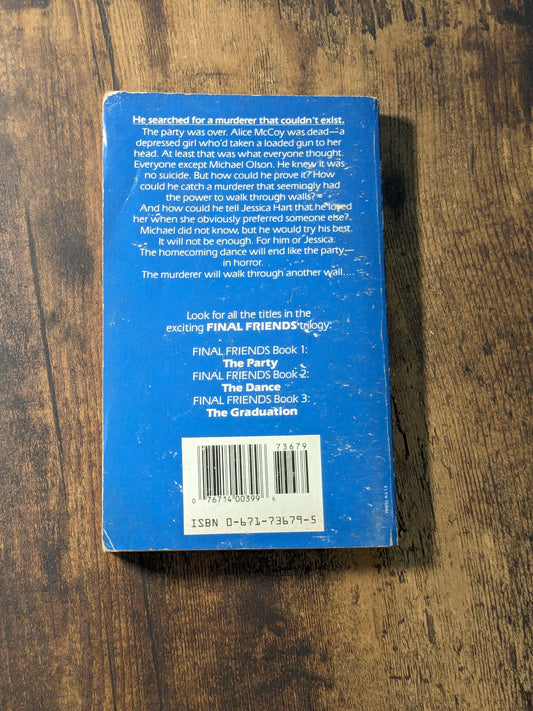 He searched for a murderer that couldn't exist.
The party was over. Alice McCoy was dead—a
depressed girl who'd taken a loaded gun to her
head. At least that was what everyone thought.
Everyone except Michael Olson. He knew it was
no suicide. But how could he prove it? How
could he catch a murderer that seemingly had
the power to walk through walls?
And how could he tell Jessica Hart that he loved
her when she obviously preferred someone else?
Michael did not know, but he would try his best.
It will not be enough. For him or Jessica.
The homecoming dance will end like the party—
in horror.
The murderer will walk through another wall....
Look for all the titles in the
exciting FINAL FRIENDS trilogy:
FINAL FRIENDS Book 1:
The Party
FINAL FRIENDS Book 2:
The Dance
FINAL FRIENDS Book 3:
The Graduation
73679
0 76714 00399 6
ISBN 0-671-73679-5